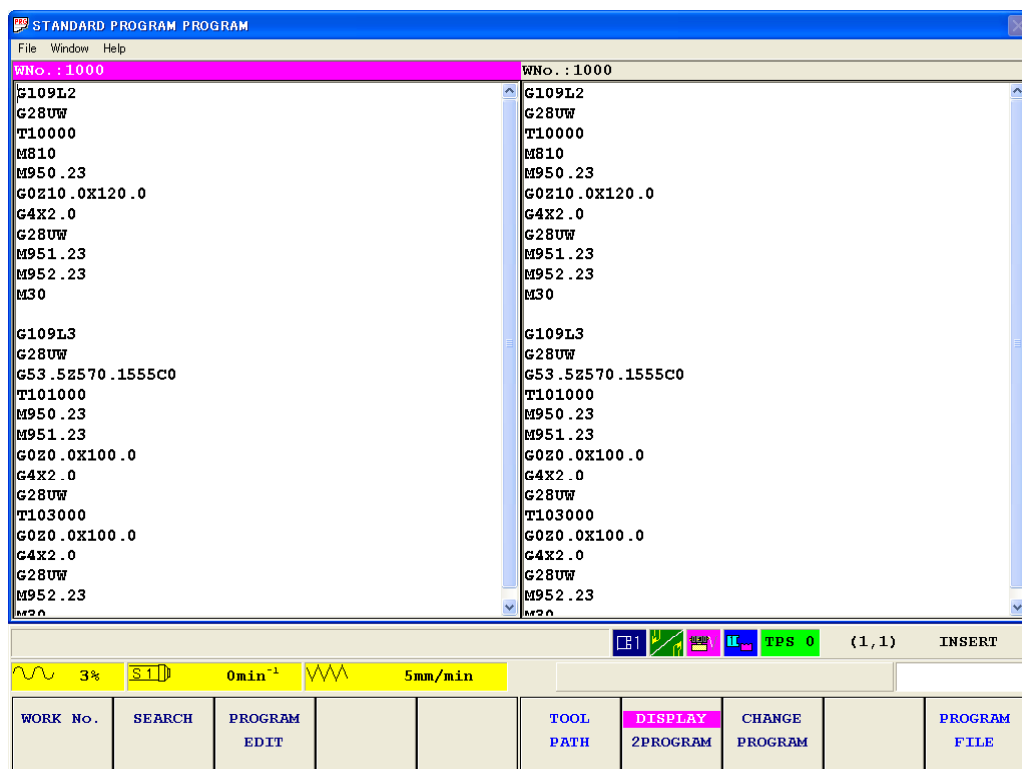 PRG STANDARD PROGRAM PROGRAM
File Window Help
WNo.:1000
G109L2
G28UW
T10000
M810
M950.23
G0Z10.0X120.0
G4X2.0
G28UW
M951.23
M952.23
M30
G109L3
G28UW
G53.5Z570.1555C0
T101000
M950.23
M951.23
G0Z0.0X100.0
G4X2.0
G28UW
T103000
G0Z0.0X100.0
G4X2.0
G28UW
M952.23
M30
WNo.:1000
G109L2
G28UW
T10000
M810
M950.23
G0Z10.0X120.0
G4X2.0
G28UW
M951.23
M952.23
M30
G109L3
G28UW
G53.5Z570.1555C0
T101000
M950.23
M951.23
G0Z0.0X100.0
G4X2.0
G28UW
T103000
G0Z0.0X100.0
G4X2.0
G28UW
M952.23
M30
1 TPS 0 (1,1) INSERT
3% S1 0min⁻¹ 5mm/min
WORK No.
SEARCH
PROGRAM
EDIT
TOOL
PATH
DISPLAY
2PROGRAM
CHANGE
PROGRAM
PROGRAM
FILE